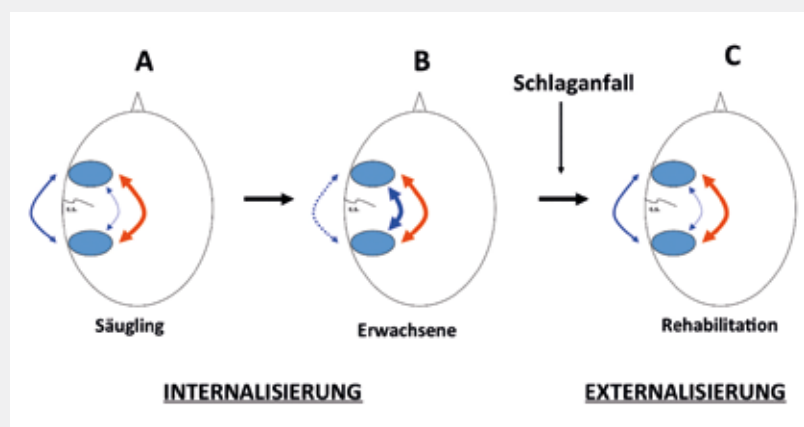 A
B
C
Schlaganfall
Säugling
Erwachsene
Rehabilitation
INTERNALISIERUNG
EXTERNALISIERUNG